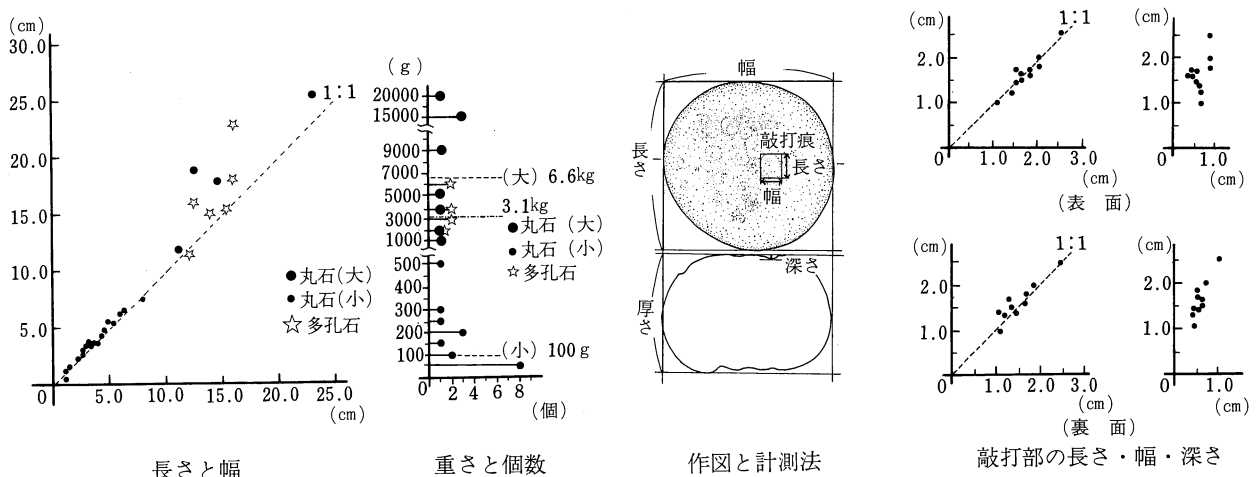 (cm)
30.0
25.0
20.0
15.0
10.0
5.0
0
5.0 10.0 15.0 20.0 25.0
(cm)
1:1
●丸石(大)
●丸石(小)
☆多孔石
長さと幅
(g)
20000
15000
9000
7000
5000
3000
1000
500
400
300
200
100
0
2 4 6 8
(個)
(大) 6.6kg
3.1kg
●丸石(大)
●丸石(小)
☆多孔石
(小) 100g
重さと個数
幅
長さ
敲打痕
長さ
幅
深さ
厚さ
作図と計測法
(cm)
2.0
1.0
0
1.0 2.0 3.0
(cm)
1:1
(cm)
2.0
1.0
0 1.0
(cm)
(表 面)
(cm)
2.0
1.0
0
1.0 2.0 3.0
(cm)
1:1
(cm)
2.0
1.0
0 1.0
(cm)
(裏 面)
敲打部の長さ・幅・深さ